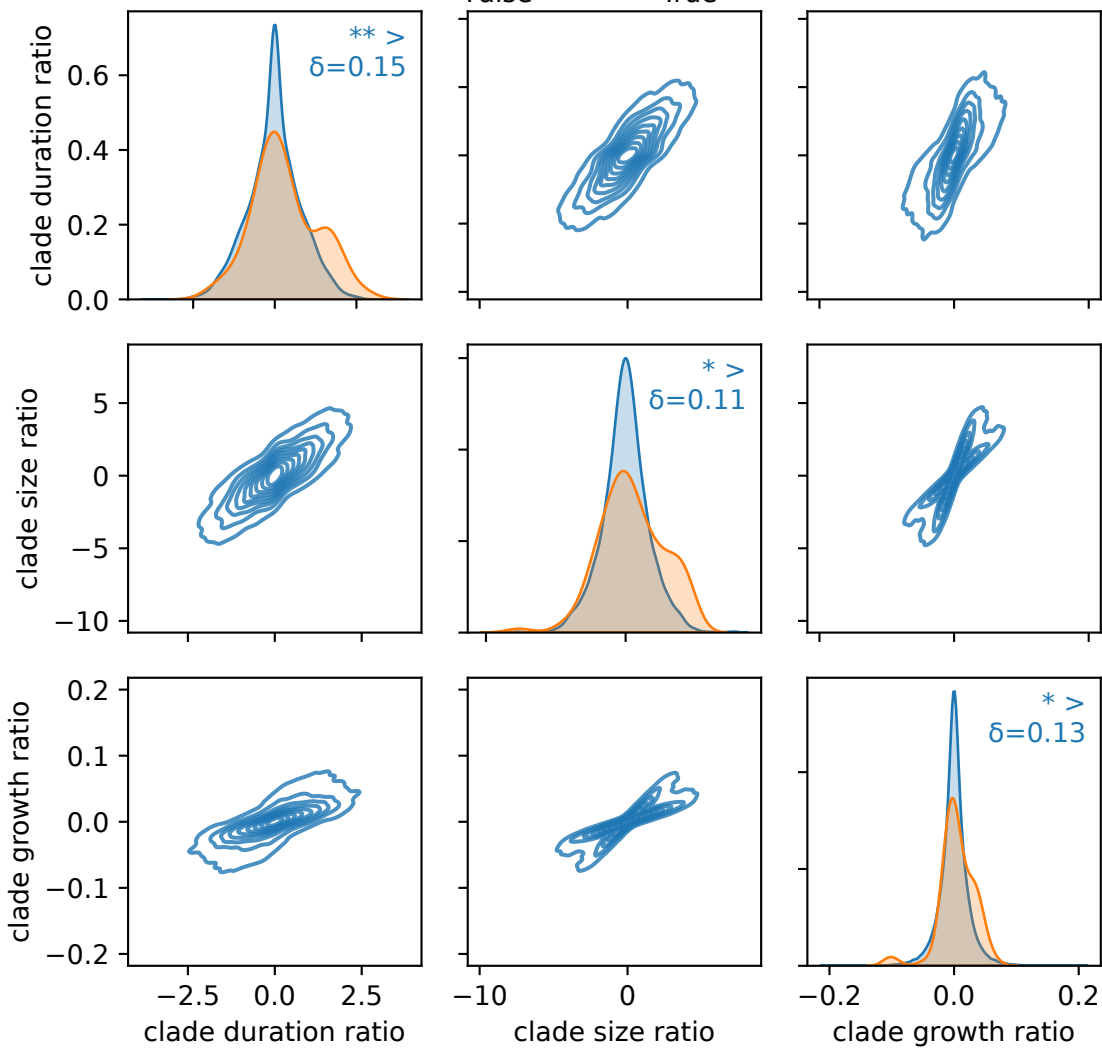 clade duration ratio
0.6
0.4
0.2
0.0
** >
δ=0.15
clade size ratio
5
0
−5
−10
* >
δ=0.11
clade growth ratio
0.2
0.1
0.0
−0.1
−0.2
* >
δ=0.13
−2.5 0.0 2.5
−10 0
−0.2 0.0 0.2
clade duration ratio
clade size ratio
clade growth ratio